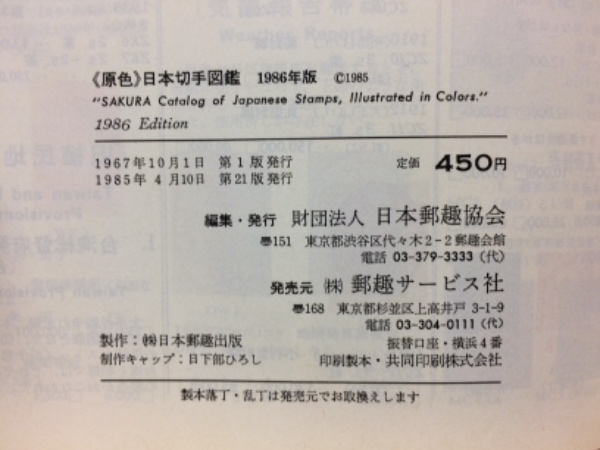 《原色》日本切手図鑑 1986年版 ©1985
"SAKURA Catalog of Japanese Stamps, Illustrated in Colors."
1986 Edition
1967年10月1日 第1版発行
1985年 4月10日 第21版発行
定価 450円
編集・発行 財団法人 日本郵趣協会
〠151 東京都渋谷区代々木2-2郵趣会館
電話 03-379-3333 (代)
発売元 ㈱ 郵趣サービス社
〠168 東京都杉並区上高井戸 3-1-9
電話 03-304-0111 (代)
製作:㈱日本郵趣出版
振替口座・横浜4番
制作キャップ:日下部ひろし
印刷製本・共同印刷株式会社
製本落丁・乱丁は発売元でお取換えします